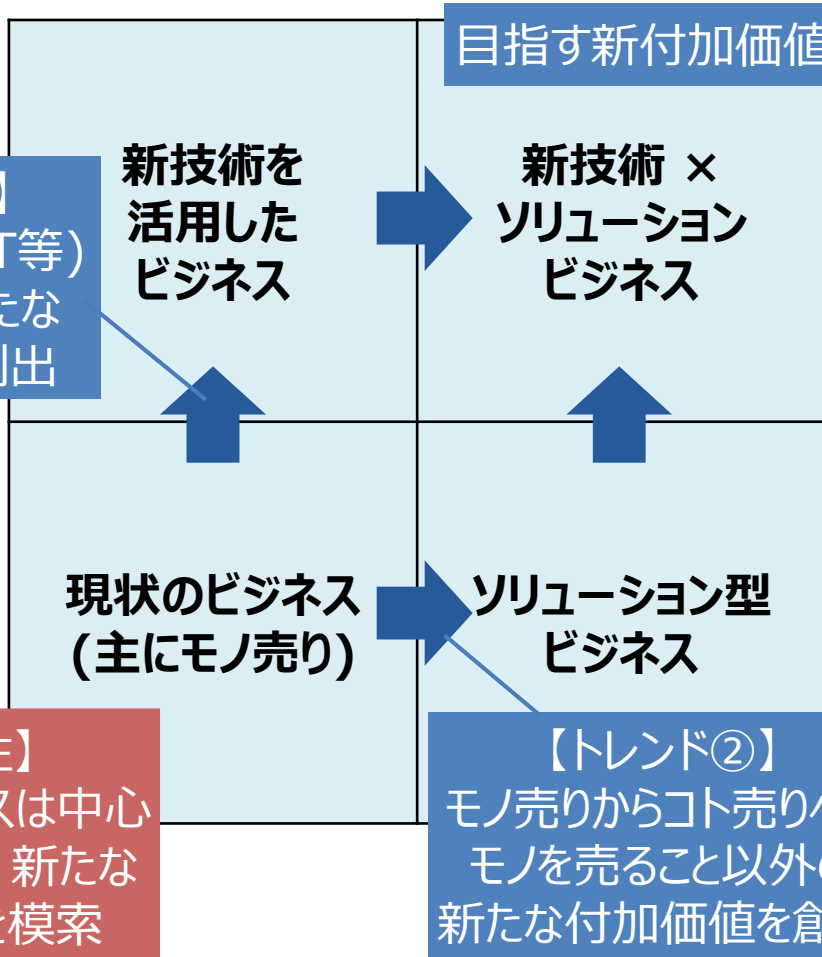 目指す新付加価値
新技術を
活用した
ビジネス
新技術 ×
ソリューション
ビジネス
】
T等)
たな
創出
現状のビジネス
(主にモノ売り)
ソリューション型
ビジネス
】
スは中心
新たな
を模索
【トレンド②】
モノ売りからコト売りへ
モノを売ること以外の
新たな付加価値を創